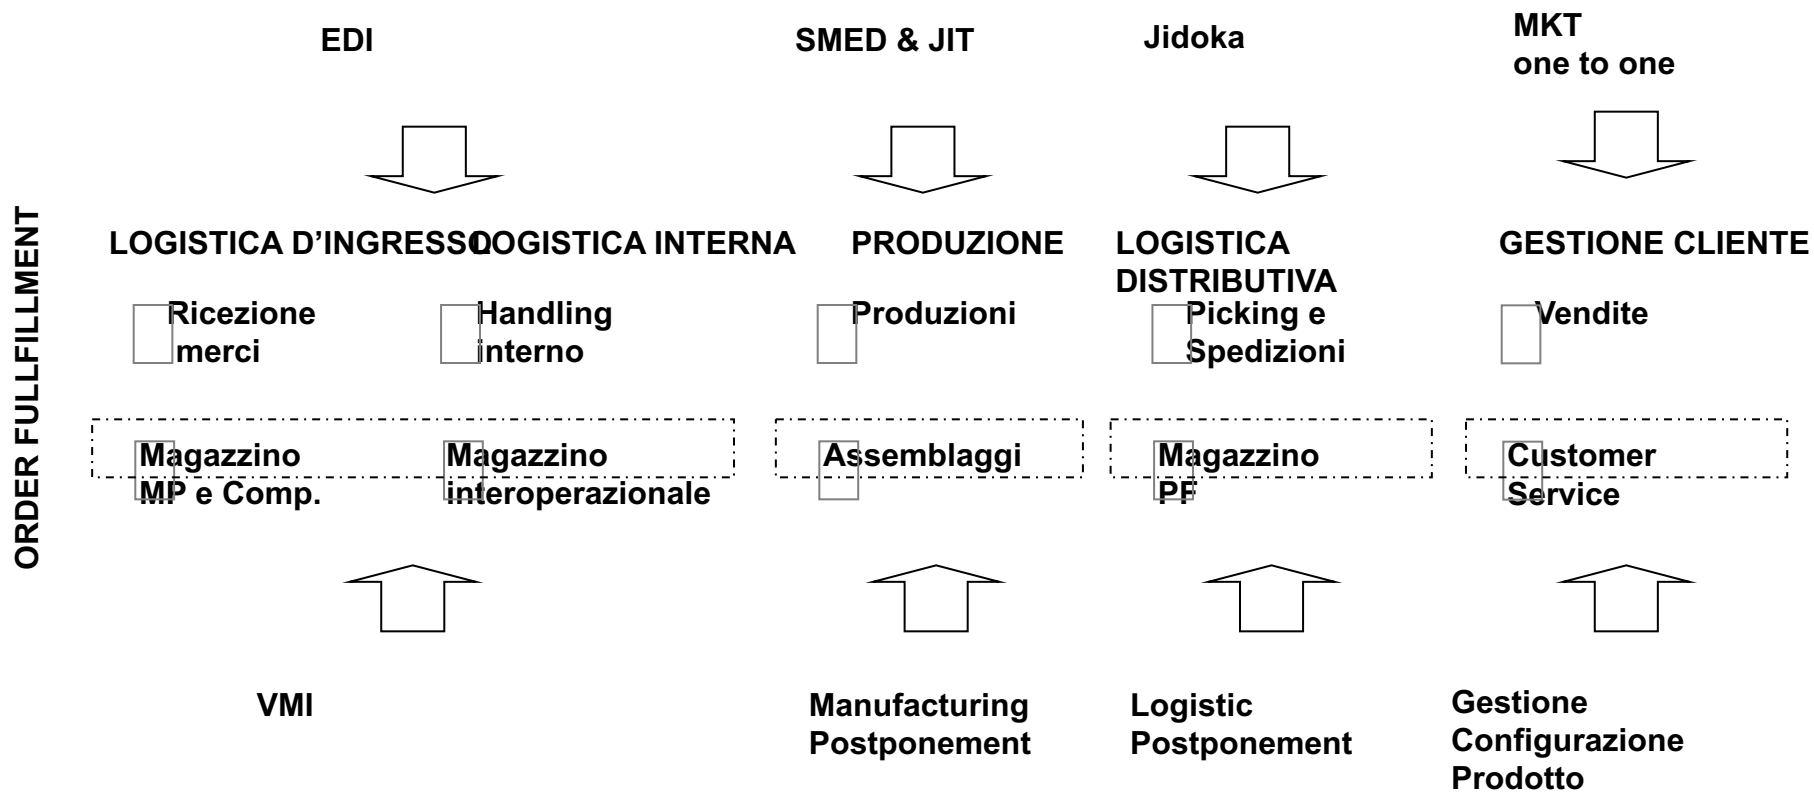 EDI
SMED & JIT
Jidoka
MKT
one to one
ORDER FULLFILLMENT
LOGISTICA D’INGRESSO
LOGISTICA INTERNA
PRODUZIONE
LOGISTICA
DISTRIBUTIVA
GESTIONE CLIENTE
Ricezione
merci
Handling
interno
Produzioni
Picking e
Spedizioni
Vendite
Magazzino
MP e Comp.
Magazzino
interoperazionale
Assemblaggi
Magazzino
PF
Customer
Service
VMI
Manufacturing
Postponement
Logistic
Postponement
Gestione
Configurazione
Prodotto